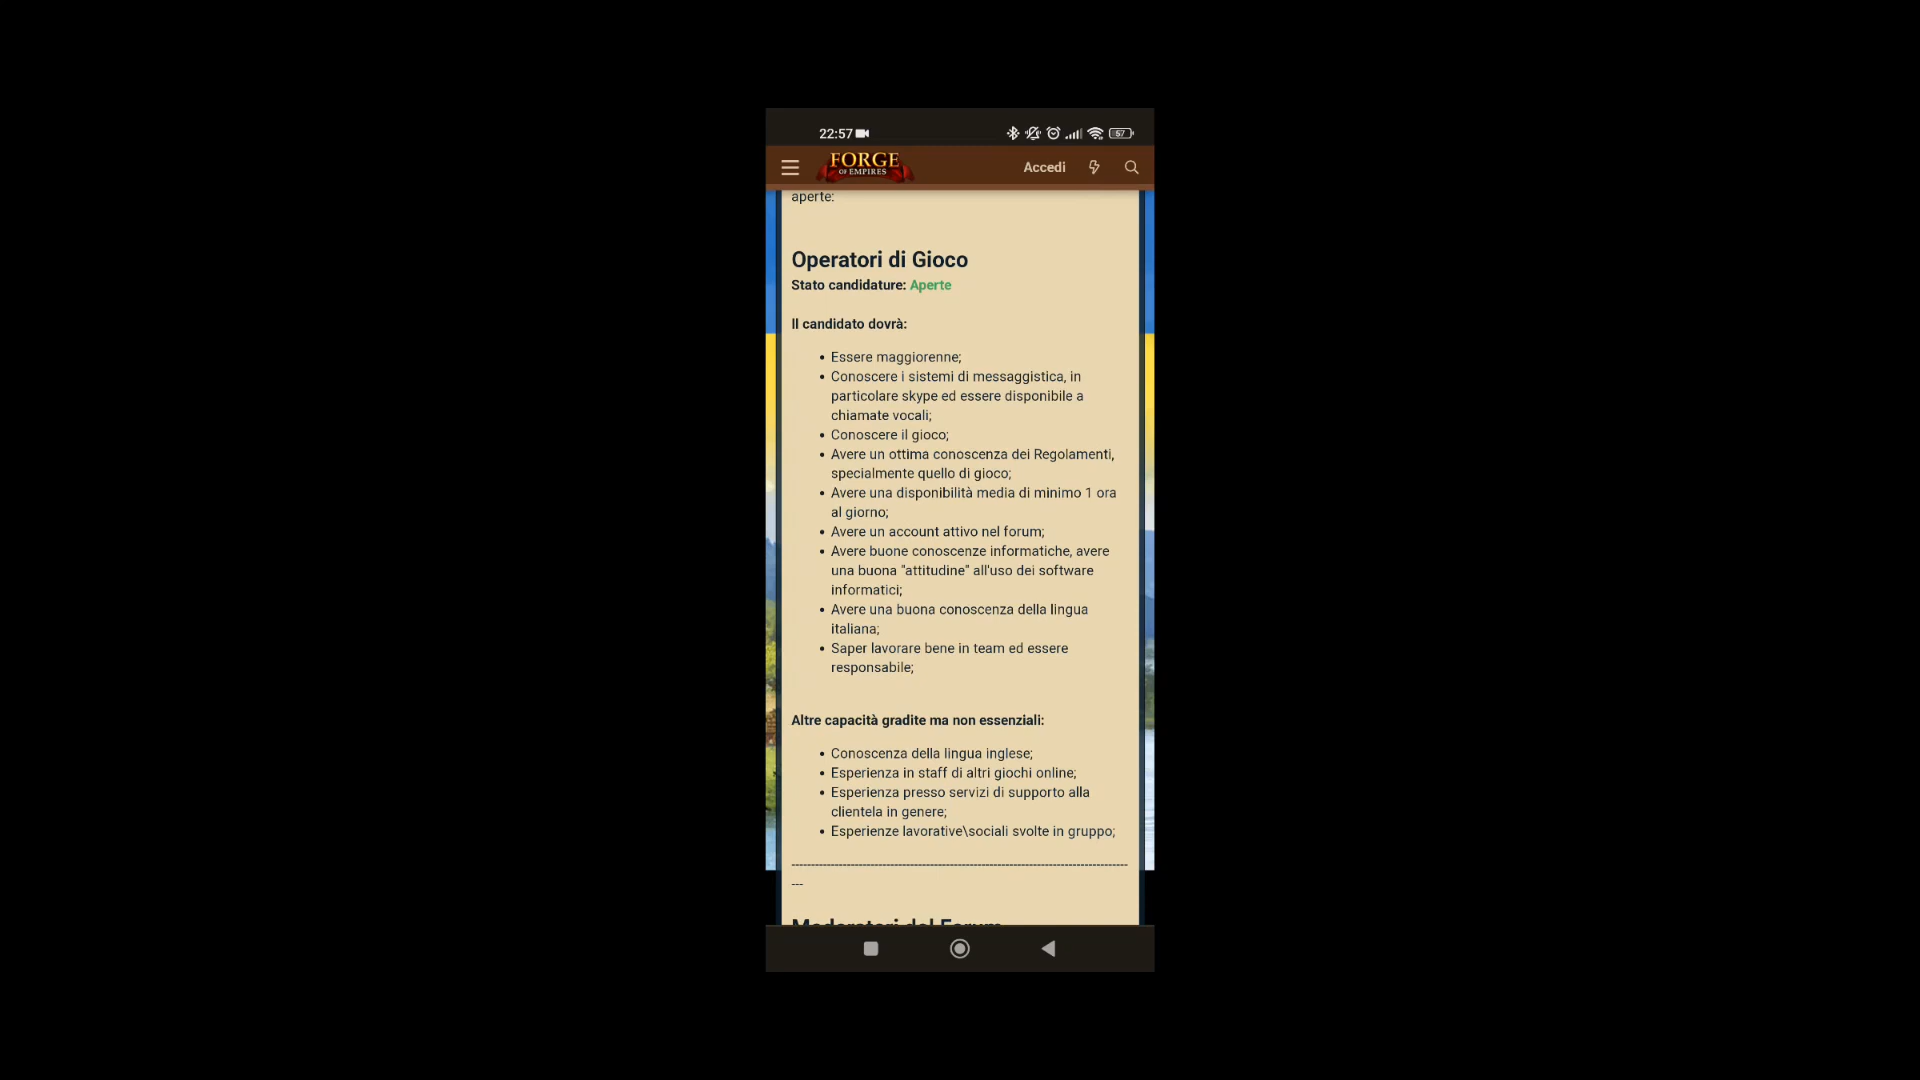 22:57
57
FORGE
OF EMPIRES
Accedi
aperte:
Operatori di Gioco
Stato candidature: Aperte
Il candidato dovrà:
• Essere maggiorenne;
• Conoscere i sistemi di messaggistica, in
particolare skype ed essere disponibile a
chiamate vocali;
• Conoscere il gioco;
• Avere un ottima conoscenza dei Regolamenti,
specialmente quello di gioco;
• Avere una disponibilità media di minimo 1 ora
al giorno;
• Avere un account attivo nel forum;
• Avere buone conoscenze informatiche, avere
una buona "attitudine" all'uso dei software
informatici;
• Avere una buona conoscenza della lingua
italiana;
• Saper lavorare bene in team ed essere
responsabile;
Altre capacità gradite ma non essenziali:
• Conoscenza della lingua inglese;
• Esperienza in staff di altri giochi online;
• Esperienza presso servizi di supporto alla
clientela in genere;
• Esperienze lavorative\sociali svolte in gruppo;
------------------------------------------------------------------------------------
---
Moderatori del Forum